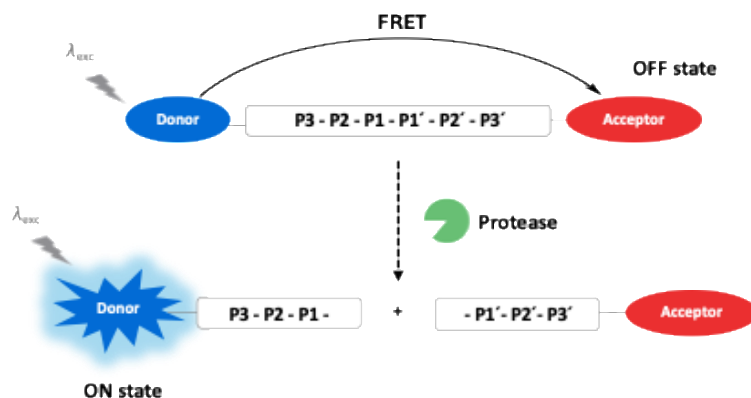 FRET
λexc
OFF state
Donor
P3 - P2 - P1 - P1´ - P2´ - P3´
Acceptor
Protease
λexc
Donor
P3 - P2 - P1 -
+
- P1´- P2´- P3´
Acceptor
ON state